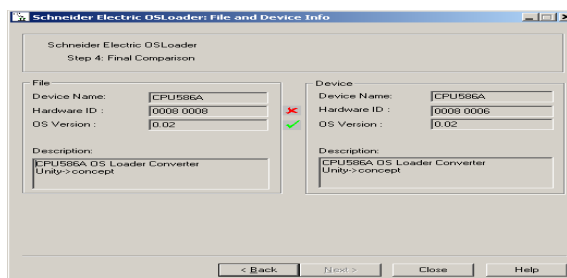 Schneider Electric OSLoader: File and Device Info
Schneider Electric OSLoader
Step 4: Final Comparison
File
Device Name: CPU586A
Hardware ID : 0008 0008
OS Version : 0.02
Description:
CPU586A OS Loader Converter
Unity->concept
Device
Device Name: CPU586A
Hardware ID : 0008 0006
OS Version : 0.02
Description:
CPU586A OS Loader Converter
Unity->concept
< Back
Next >
Close
Help